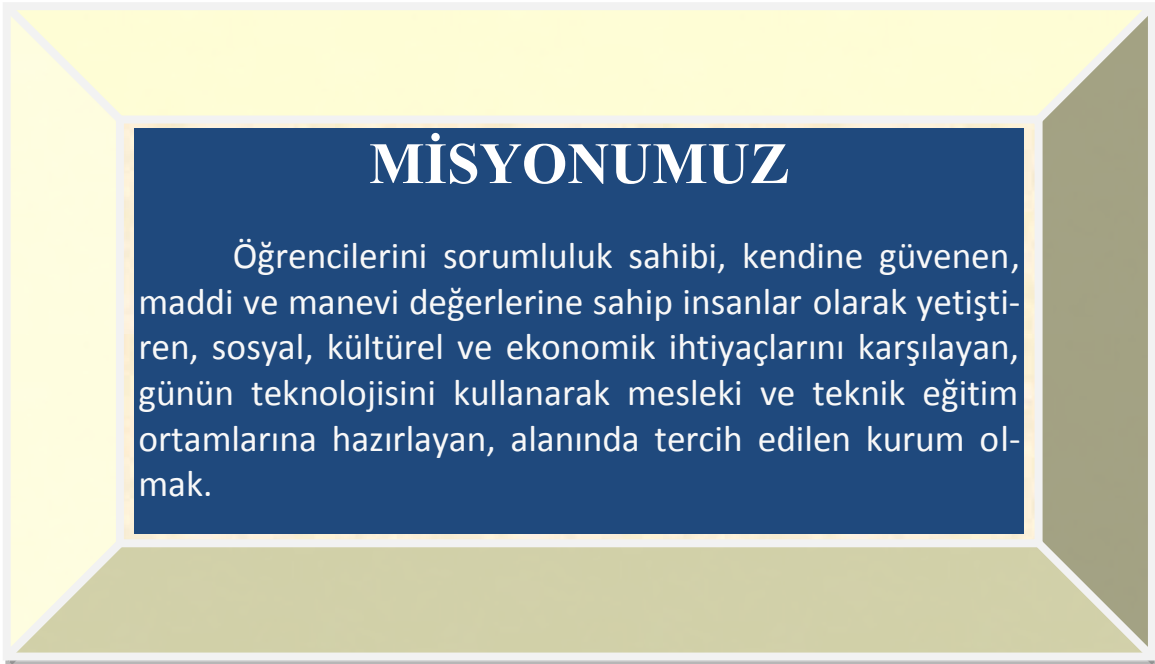 MİSYONUMUZ
Öğrencilerini sorumluluk sahibi, kendine güvenen,
maddi ve manevi değerlerine sahip insanlar olarak yetişti-
ren, sosyal, kültürel ve ekonomik ihtiyaçlarını karşılayan,
günün teknolojisini kullanarak mesleki ve teknik eğitim
ortamlarına hazırlayan, alanında tercih edilen kurum ol-
mak.